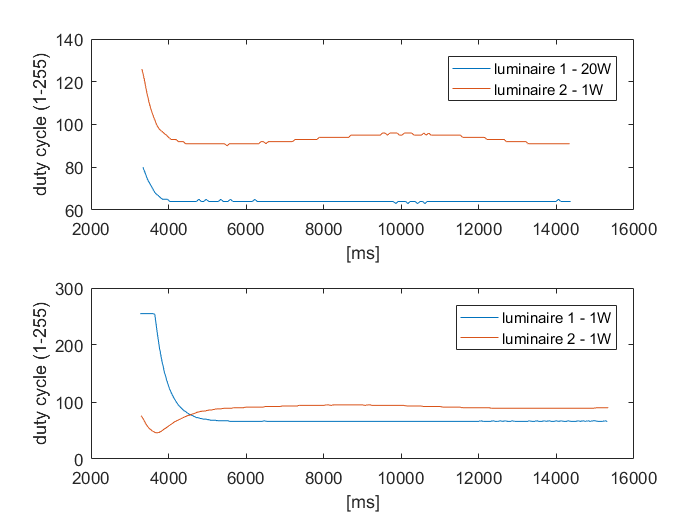 140
120
100
80
60
duty cycle (1-255)
luminaire 1 - 20W
luminaire 2 - 1W
2000 4000 6000 8000 10000 12000 14000 16000
[ms]
300
200
100
0
duty cycle (1-255)
luminaire 1 - 1W
luminaire 2 - 1W
2000 4000 6000 8000 10000 12000 14000 16000
[ms]